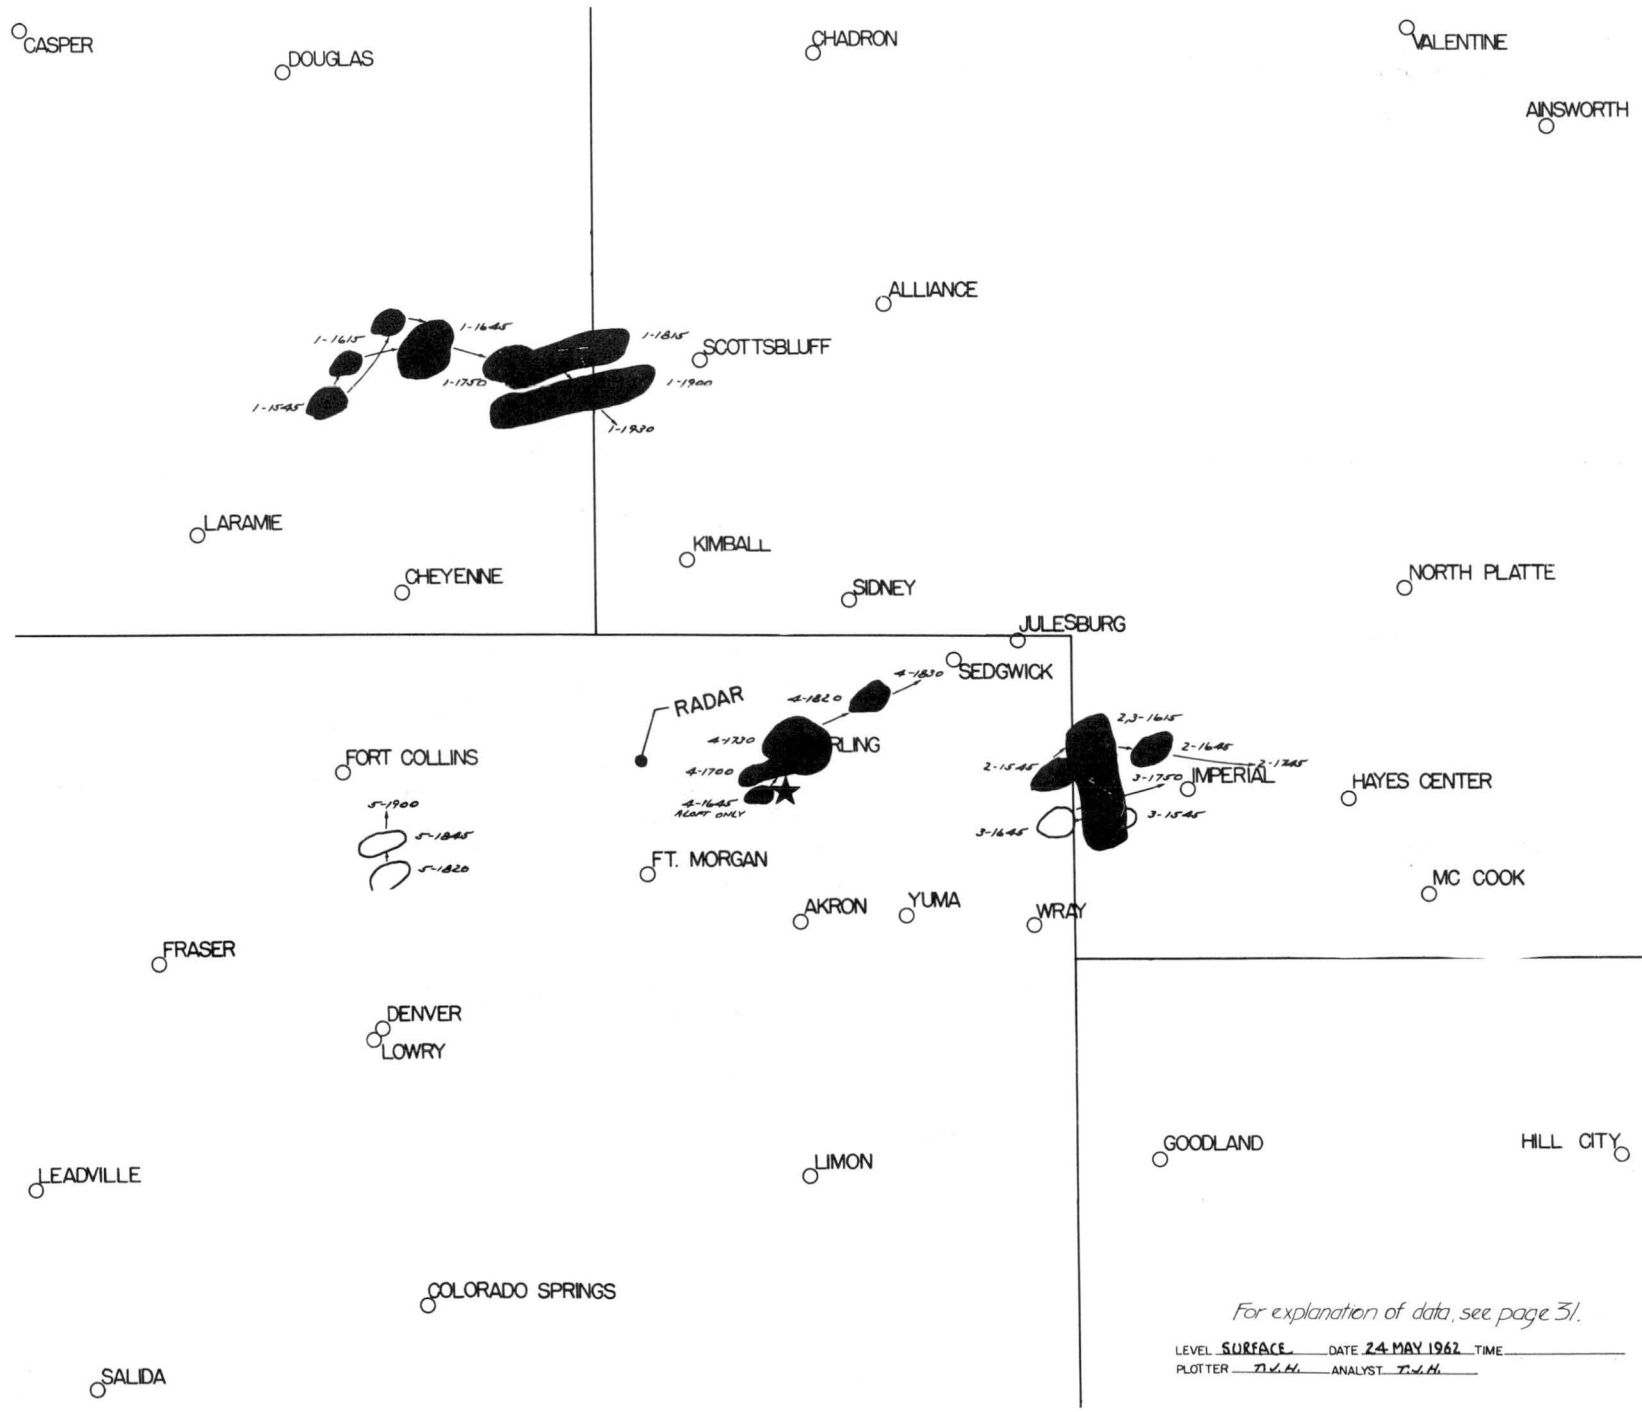 CASPER
DOUGLAS
CHADRON
VALENTINE
AINSWORTH
ALLIANCE
1-1615
1-1645
1-1815
SCOTTSBLUFF
1-1750
1-1900
1-1545
1-1930
LARAMIE
KIMBALL
CHEYENNE
SIDNEY
NORTH PLATTE
JULESBURG
SEDGWICK
4-1830
4-1820
RADAR
2,3-1615
4-1730
RLING
2-1645
FORT COLLINS
2-1545
2-1745
4-1700
3-1750
IMPERIAL
HAYES CENTER
4-1645
ALOFT ONLY
5-1900
3-1545
5-1845
3-1645
5-1820
FT. MORGAN
MC COOK
AKRON
YUMA
WRAY
FRASER
DENVER
LOWRY
GOODLAND
HILL CITY
LEADVILLE
LIMON
COLORADO SPRINGS
For explanation of data, see page 31.
LEVEL SURFACE DATE 24 MAY 1962 TIME
PLOTTER T.J.H. ANALYST T.J.H.
SALIDA